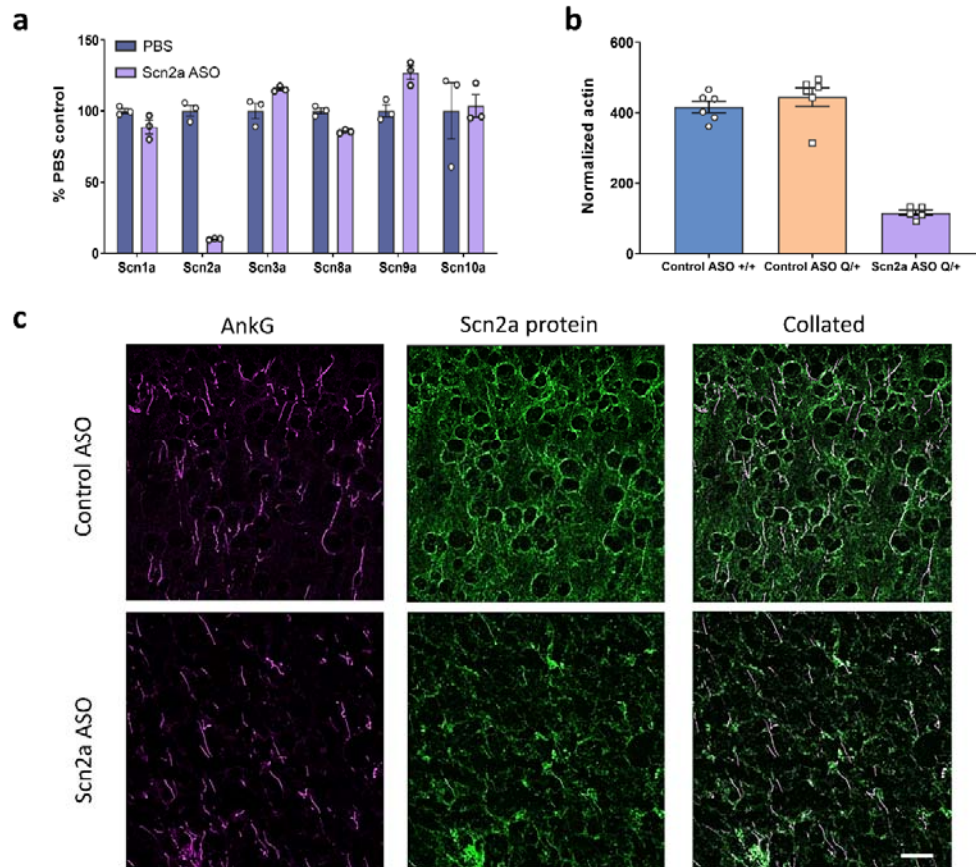 a
% PBS control
150
100
50
0
PBS
Scn2a ASO
Scn1a Scn2a Scn3a Scn8a Scn9a Scn10a
b
Normalized actin
600
400
200
0
Control ASO +/+ Control ASO Q/+ Scn2a ASO Q/+
c
AnkG Scn2a protein Collated
Control ASO
Scn2a ASO